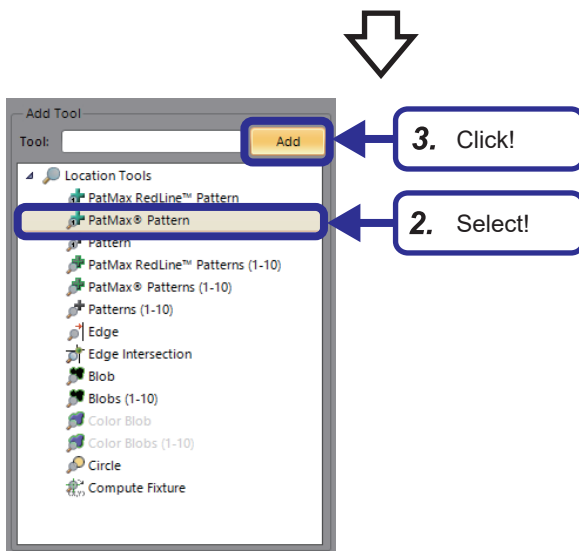 Add Tool
Tool: Add
3. Click!
Location Tools
PatMax RedLine™ Pattern
PatMax® Pattern
2. Select!
Pattern
PatMax RedLine™ Patterns (1-10)
PatMax® Patterns (1-10)
Patterns (1-10)
Edge
Edge Intersection
Blob
Blobs (1-10)
Color Blob
Color Blobs (1-10)
Circle
Compute Fixture